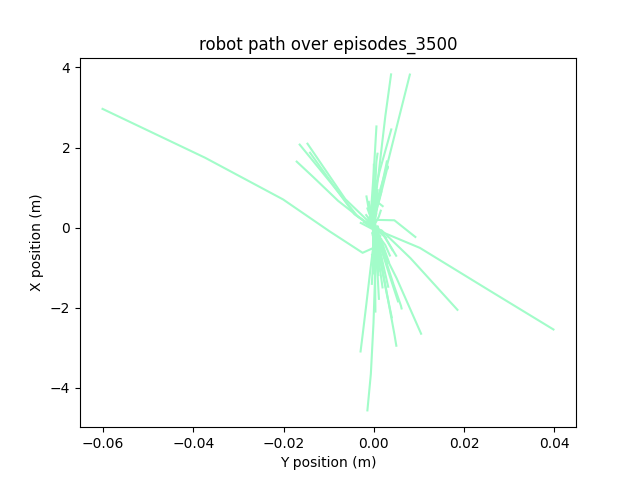 robot path over episodes_3500
4
2
0
−2
−4
X position (m)
−0.06 −0.04 −0.02 0.00 0.02 0.04
Y position (m)